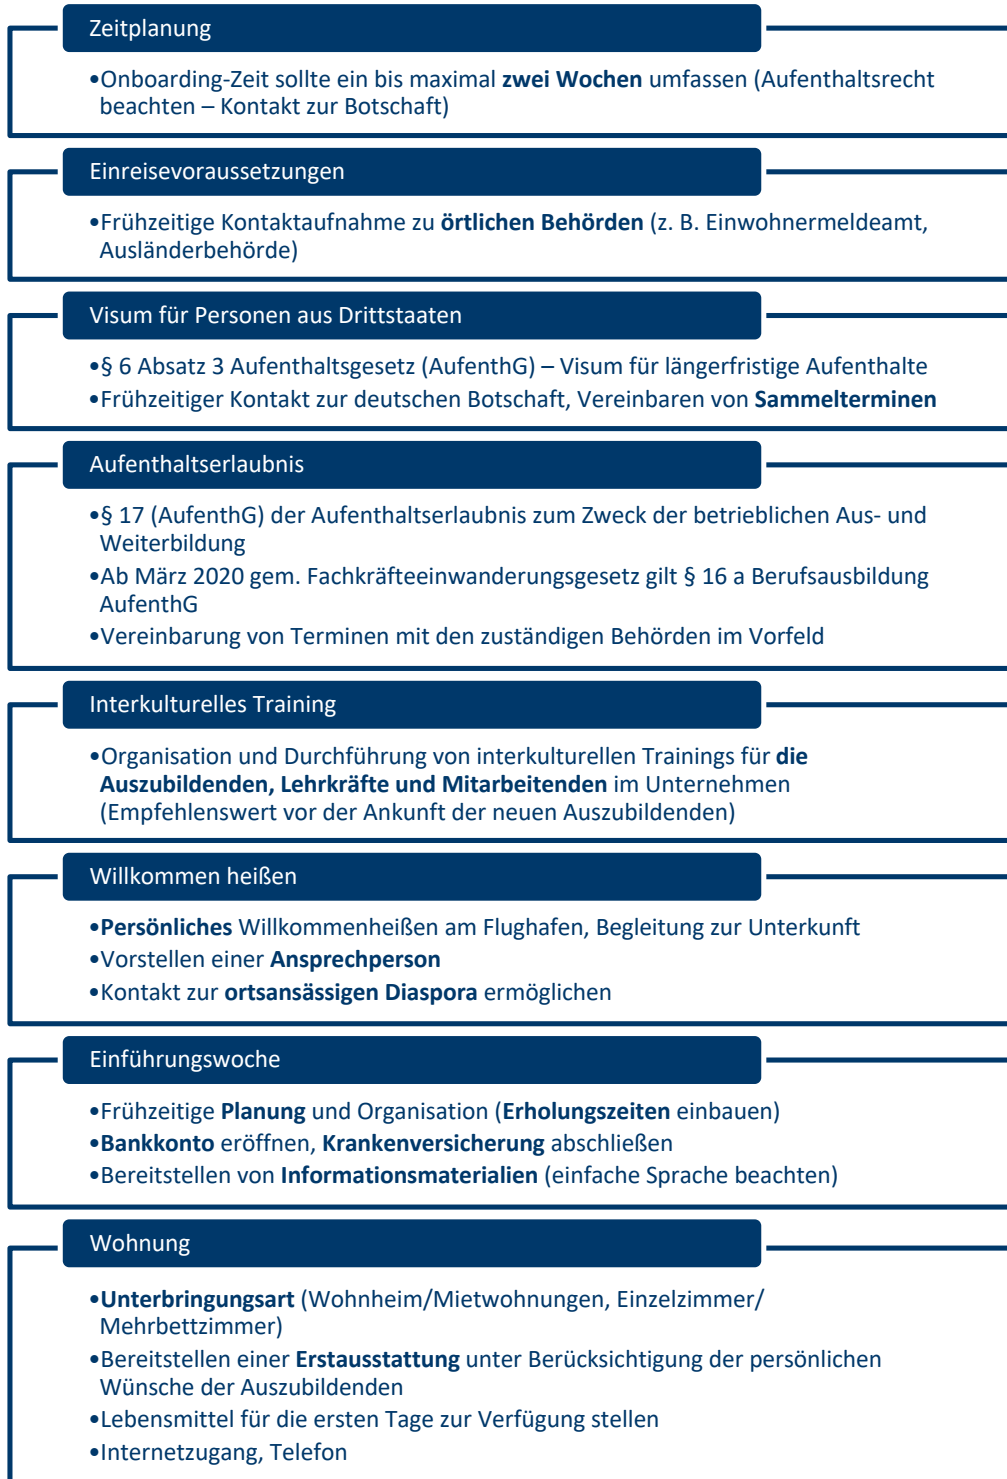 Zeitplanung
•Onboarding-Zeit sollte ein bis maximal zwei Wochen umfassen (Aufenthaltsrecht
beachten – Kontakt zur Botschaft)
Einreisevoraussetzungen
•Frühzeitige Kontaktaufnahme zu örtlichen Behörden (z. B. Einwohnermeldeamt,
Ausländerbehörde)
Visum für Personen aus Drittstaaten
•§ 6 Absatz 3 Aufenthaltsgesetz (AufenthG) – Visum für längerfristige Aufenthalte
•Frühzeitiger Kontakt zur deutschen Botschaft, Vereinbaren von Sammelterminen
Aufenthaltserlaubnis
•§ 17 (AufenthG) der Aufenthaltserlaubnis zum Zweck der betrieblichen Aus- und
Weiterbildung
•Ab März 2020 gem. Fachkräfteeinwanderungsgesetz gilt § 16 a Berufsausbildung
AufenthG
•Vereinbarung von Terminen mit den zuständigen Behörden im Vorfeld
Interkulturelles Training
•Organisation und Durchführung von interkulturellen Trainings für die
Auszubildenden, Lehrkräfte und Mitarbeitenden im Unternehmen
(Empfehlenswert vor der Ankunft der neuen Auszubildenden)
Willkommen heißen
•Persönliches Willkommenheißen am Flughafen, Begleitung zur Unterkunft
•Vorstellen einer Ansprechperson
•Kontakt zur ortsansässigen Diaspora ermöglichen
Einführungswoche
•Frühzeitige Planung und Organisation (Erholungszeiten einbauen)
•Bankkonto eröffnen, Krankenversicherung abschließen
•Bereitstellen von Informationsmaterialien (einfache Sprache beachten)
Wohnung
•Unterbringungsart (Wohnheim/Mietwohnungen, Einzelzimmer/
Mehrbettzimmer)
•Bereitstellen einer Erstausstattung unter Berücksichtigung der persönlichen
Wünsche der Auszubildenden
•Lebensmittel für die ersten Tage zur Verfügung stellen
•Internetzugang, Telefon